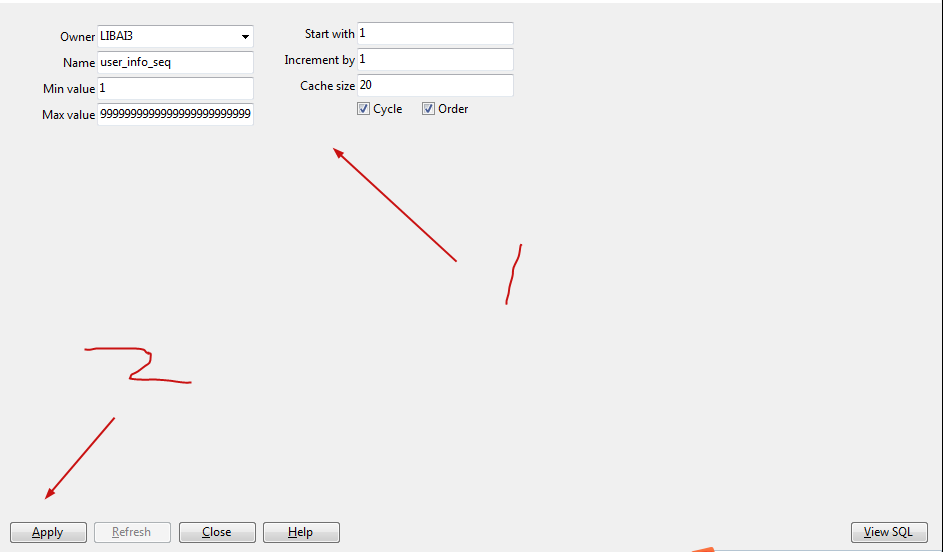 Owner LIBAI3 Start with 1
Name user_info_seq Increment by 1
Min value 1 Cache size 20
Max value 9999999999999999999999999999 Cycle Order
1
2
Apply Refresh Close Help View SQL